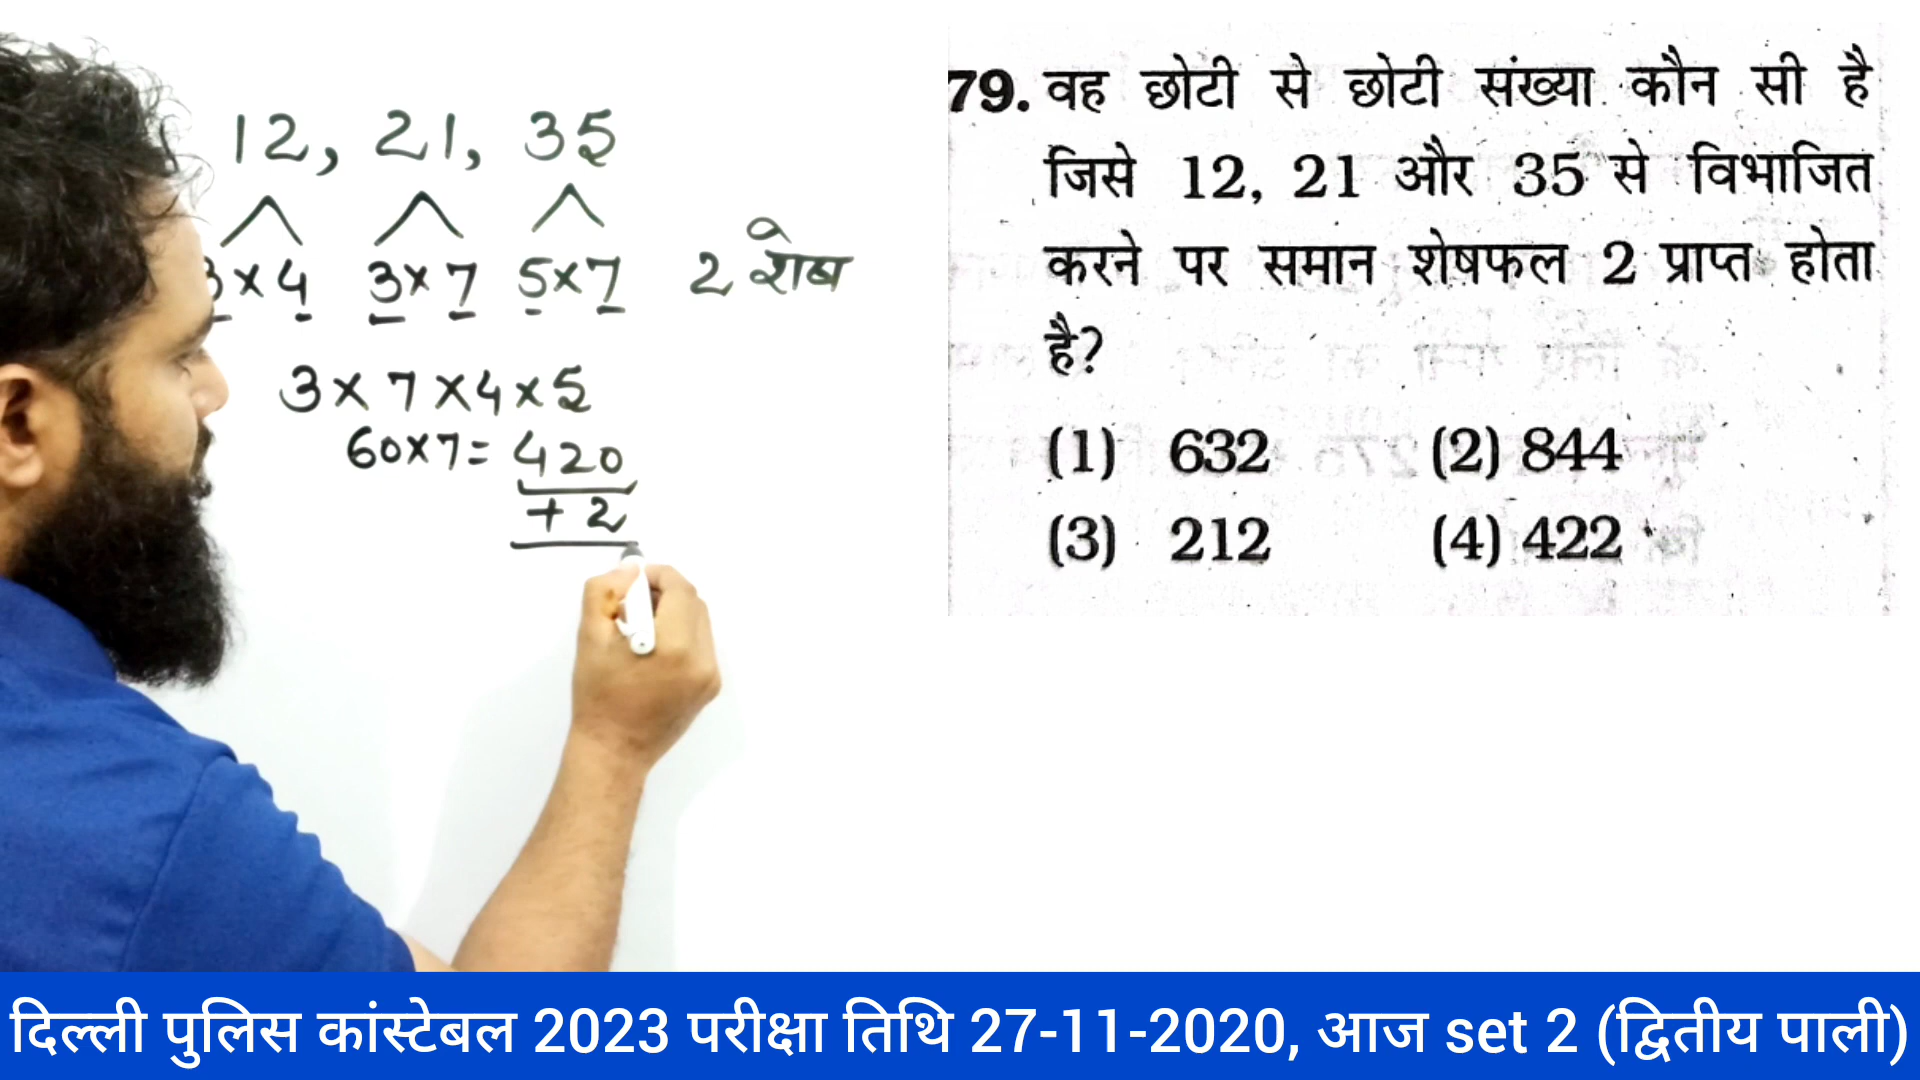 12, 21, 35
3×4 3×7 5×7 2 शेष
3×7×4×5
60×7= 420
+ 2
79. वह छोटी से छोटी संख्या कौन सी है
जिसे 12, 21 और 35 से विभाजित
करने पर समान शेषफल 2 प्राप्त होता
है?
(1) 632 (2) 844
(3) 212 (4) 422
दिल्ली पुलिस कांस्टेबल 2023 परीक्षा तिथि 27-11-2020, आज set 2 (द्वितीय पाली)